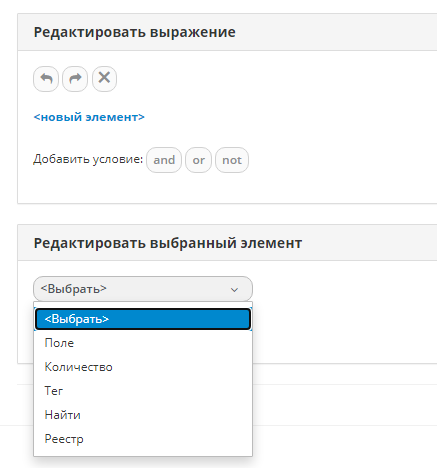 Редактировать выражение
<новый элемент>
Добавить условие: and or not
Редактировать выбранный элемент
<Выбрать>
<Выбрать>
Поле
Количество
Тег
Найти
Реестр